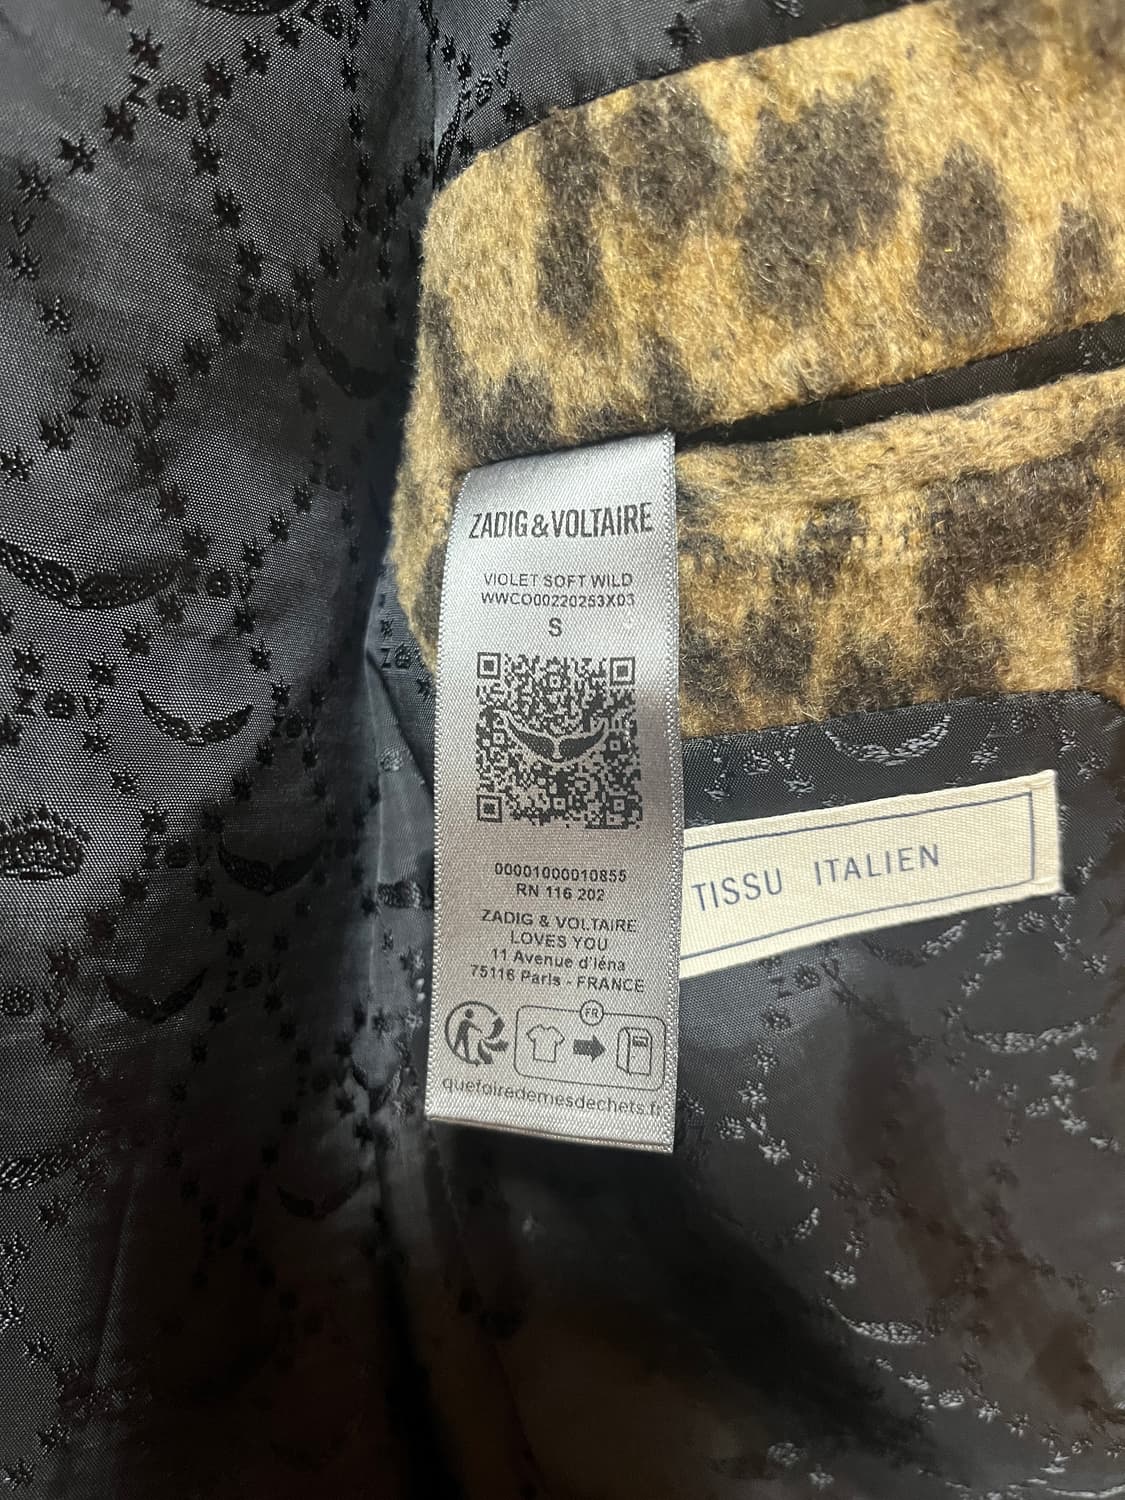 ZADIG&VOLTAIRE
VIOLET SOFT WILD
WWCO00220253X03
S
00001000010855
RN 116 202
ZADIG & VOLTAIRE
LOVES YOU
11 Avenue d'Iéna
75116 Paris - FRANCE
FR
quefairedemesdechets.fr
TISSU ITALIEN